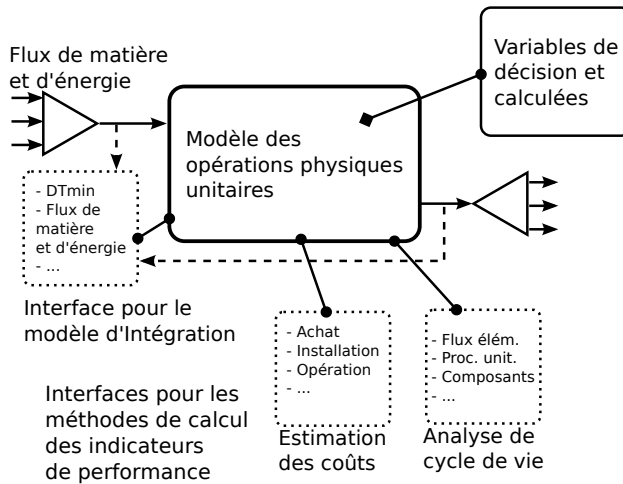 Flux de matière
et d'énergie
Variables de
décision et
calculées
Modèle des
opérations physiques
unitaires
- DTmin
- Flux de
matière
et d'énergie
- ...
Interface pour le
modèle d'Intégration
- Achat
- Installation
- Opération
- ...
- Flux élém.
- Proc. unit.
- Composants
- ...
Interfaces pour les
méthodes de calcul
des indicateurs
de performance
Estimation
des coûts
Analyse de
cycle de vie